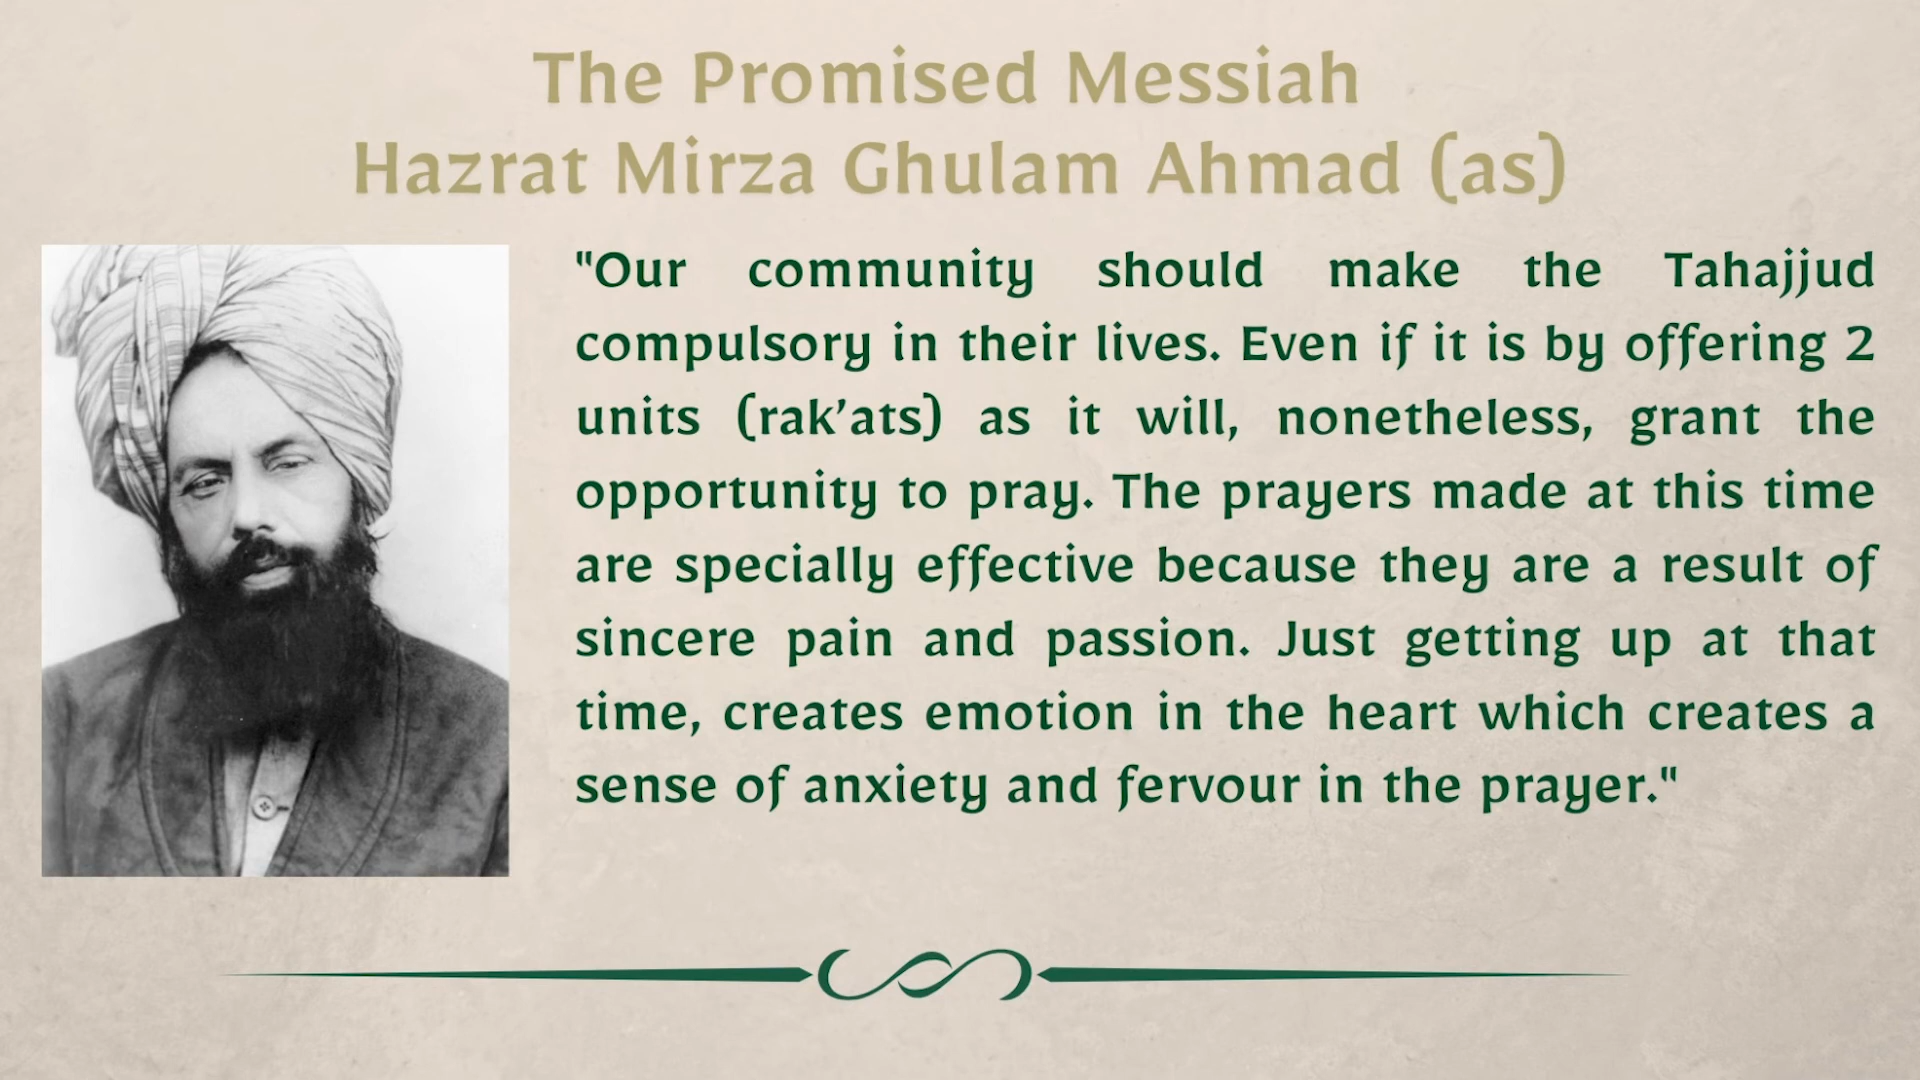 The Promised Messiah
Hazrat Mirza Ghulam Ahmad (as)
"Our community should make the Tahajjud
compulsory in their lives. Even if it is by offering 2
units (rak’ats) as it will, nonetheless, grant the
opportunity to pray. The prayers made at this time
are specially effective because they are a result of
sincere pain and passion. Just getting up at that
time, creates emotion in the heart which creates a
sense of anxiety and fervour in the prayer."